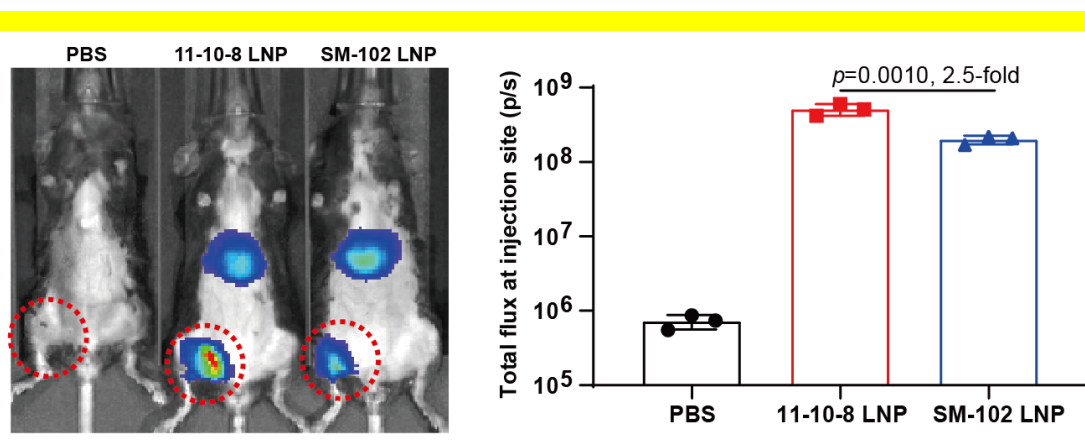 PBS 11-10-8 LNP SM-102 LNP
Total flux at injection site (p/s)
p=0.0010, 2.5-fold
10⁹
10⁸
10⁷
10⁶
10⁵
PBS 11-10-8 LNP SM-102 LNP